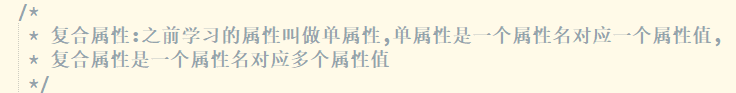 /*
* 复合属性:之前学习的属性叫做单属性,单属性是一个属性名对应一个属性值,
* 复合属性是一个属性名对应多个属性值
*/